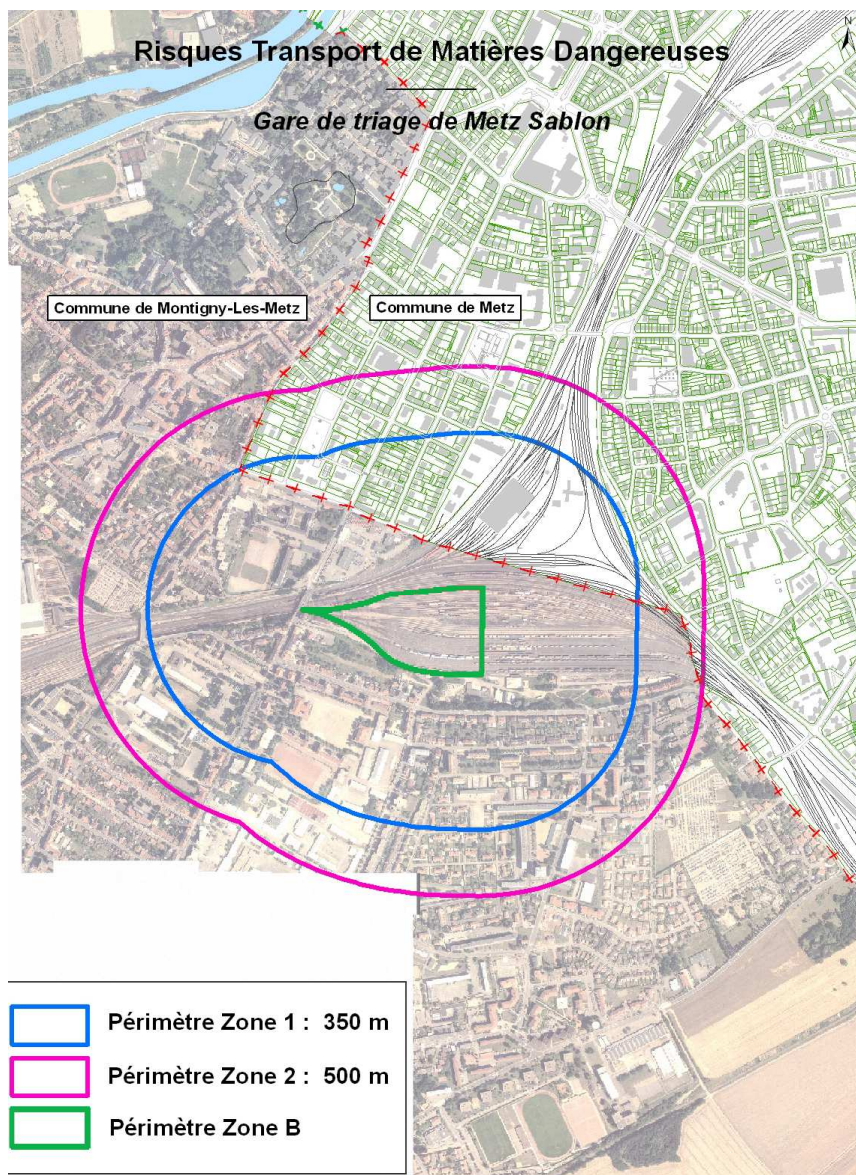 Risques Transport de Matières Dangereuses
Gare de triage de Metz Sablon
N
Commune de Montigny-Les-Metz
Commune de Metz
Périmètre Zone 1 : 350 m
Périmètre Zone 2 : 500 m
Périmètre Zone B